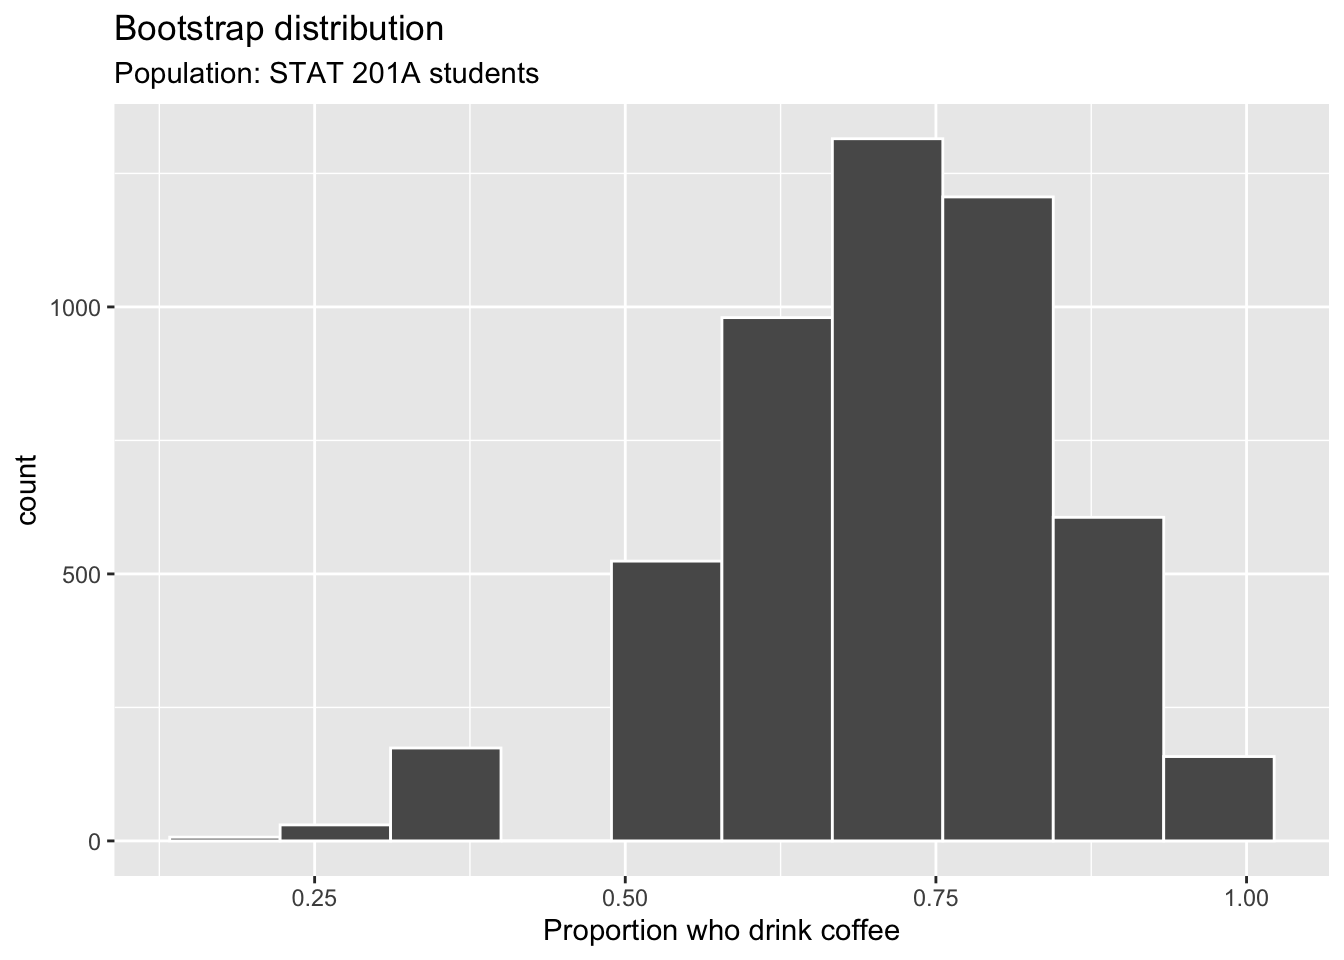 Bootstrap distribution
Population: STAT 201A students
1000
500
0
count
0.25 0.50 0.75 1.00
Proportion who drink coffee